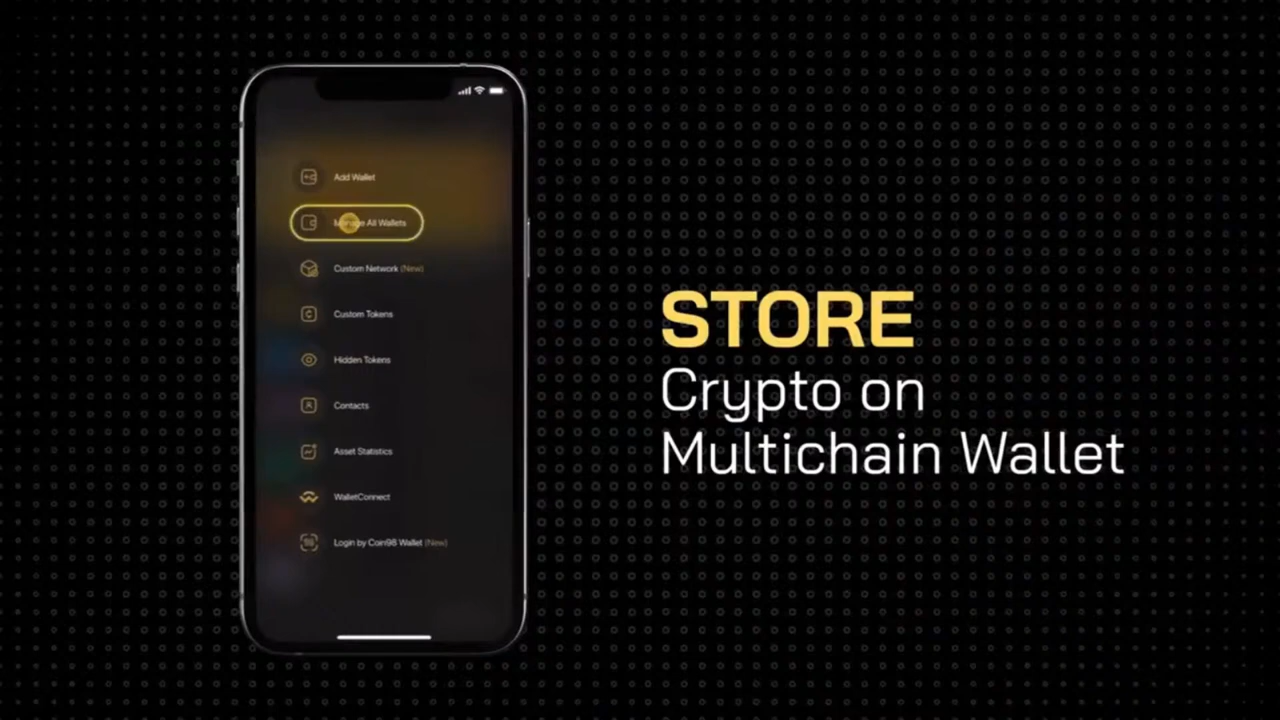 Add Wallet
Manage All Wallets
Custom Network (New)
Custom Tokens
Hidden Tokens
Contacts
Asset Statistics
WalletConnect
Login by Coin98 Wallet (New)
STORE
Crypto on
Multichain Wallet